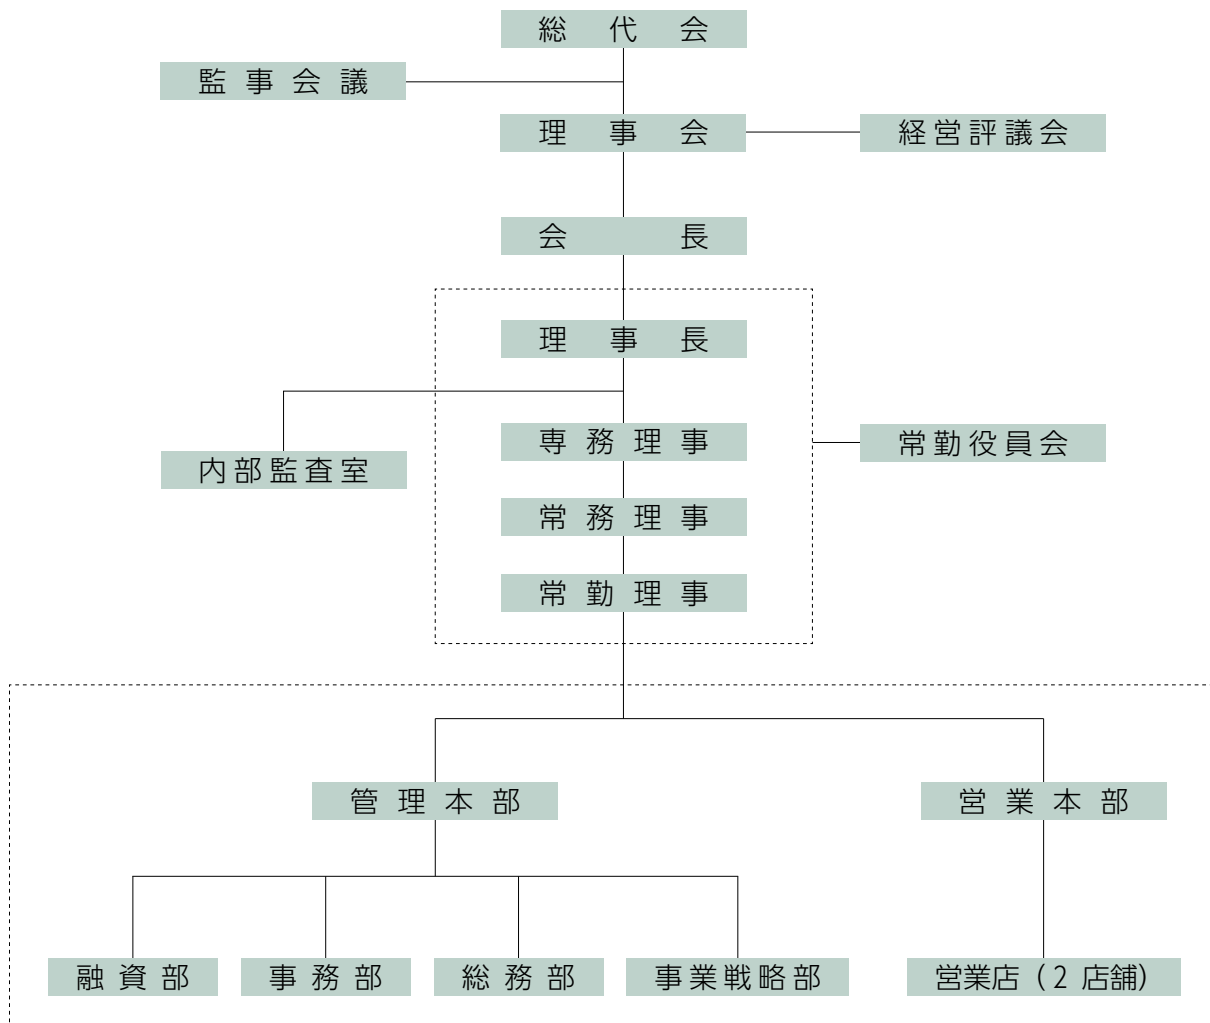 総代会
監事会議
理事会
経営評議会
会長
理事長
専務理事
常勤役員会
内部監査室
常務理事
常勤理事
管理本部
営業本部
融資部
事務部
総務部
事業戦略部
営業店（2 店舗）